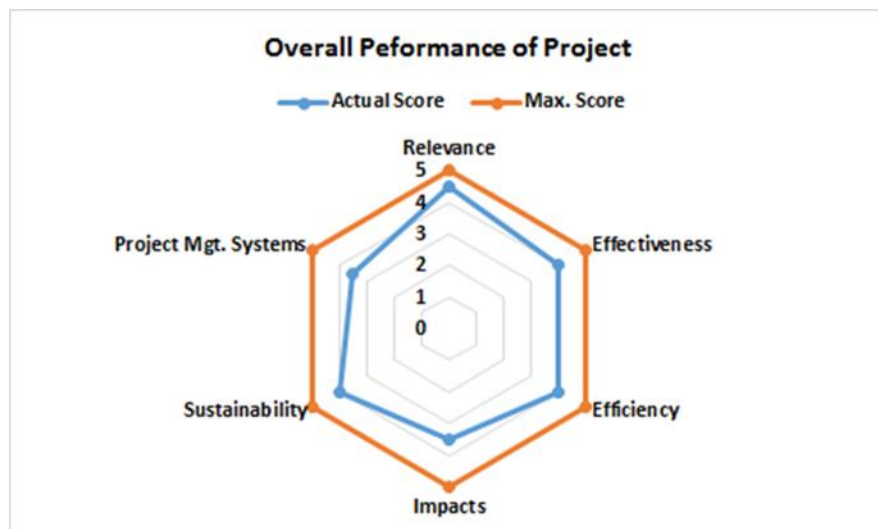 Overall Peformance of Project
Actual Score Max. Score
Relevance
5
4
3
2
1
0
Project Mgt. Systems Effectiveness
Sustainability Efficiency
Impacts